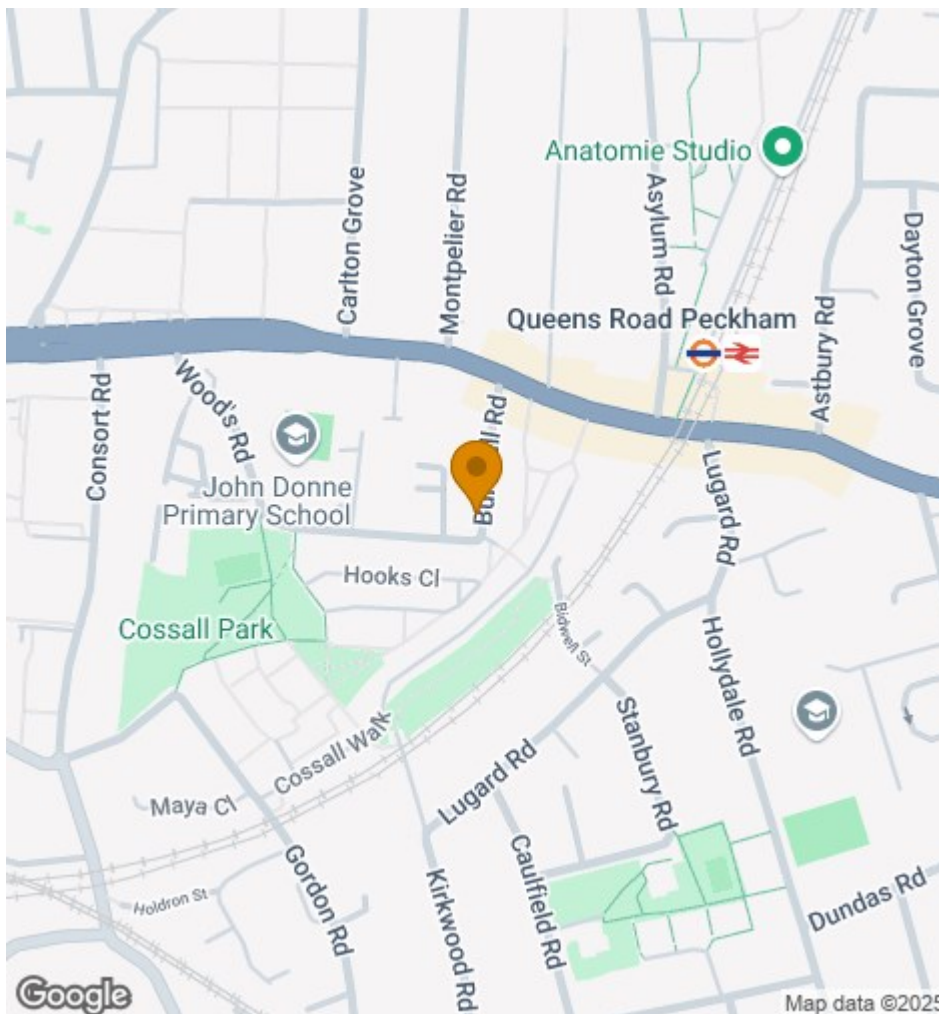 Anatomie Studio
Carlton Grove
Montpelier Rd
Asylum Rd
Dayton Grove
Queens Road Peckham
Astbury Rd
Consort Rd
Wood's Rd
John Donne
Primary School
Lugard Rd
Hooks Cl
Cossall Park
Bidwell St
Hollydale Rd
Stanbury Rd
Cossall Walk
Lugard Rd
Maya Cl
Gordon Rd
Caulfield Rd
Kirkwood Rd
Holdron St
Dundas Rd
Google
Map data ©2025